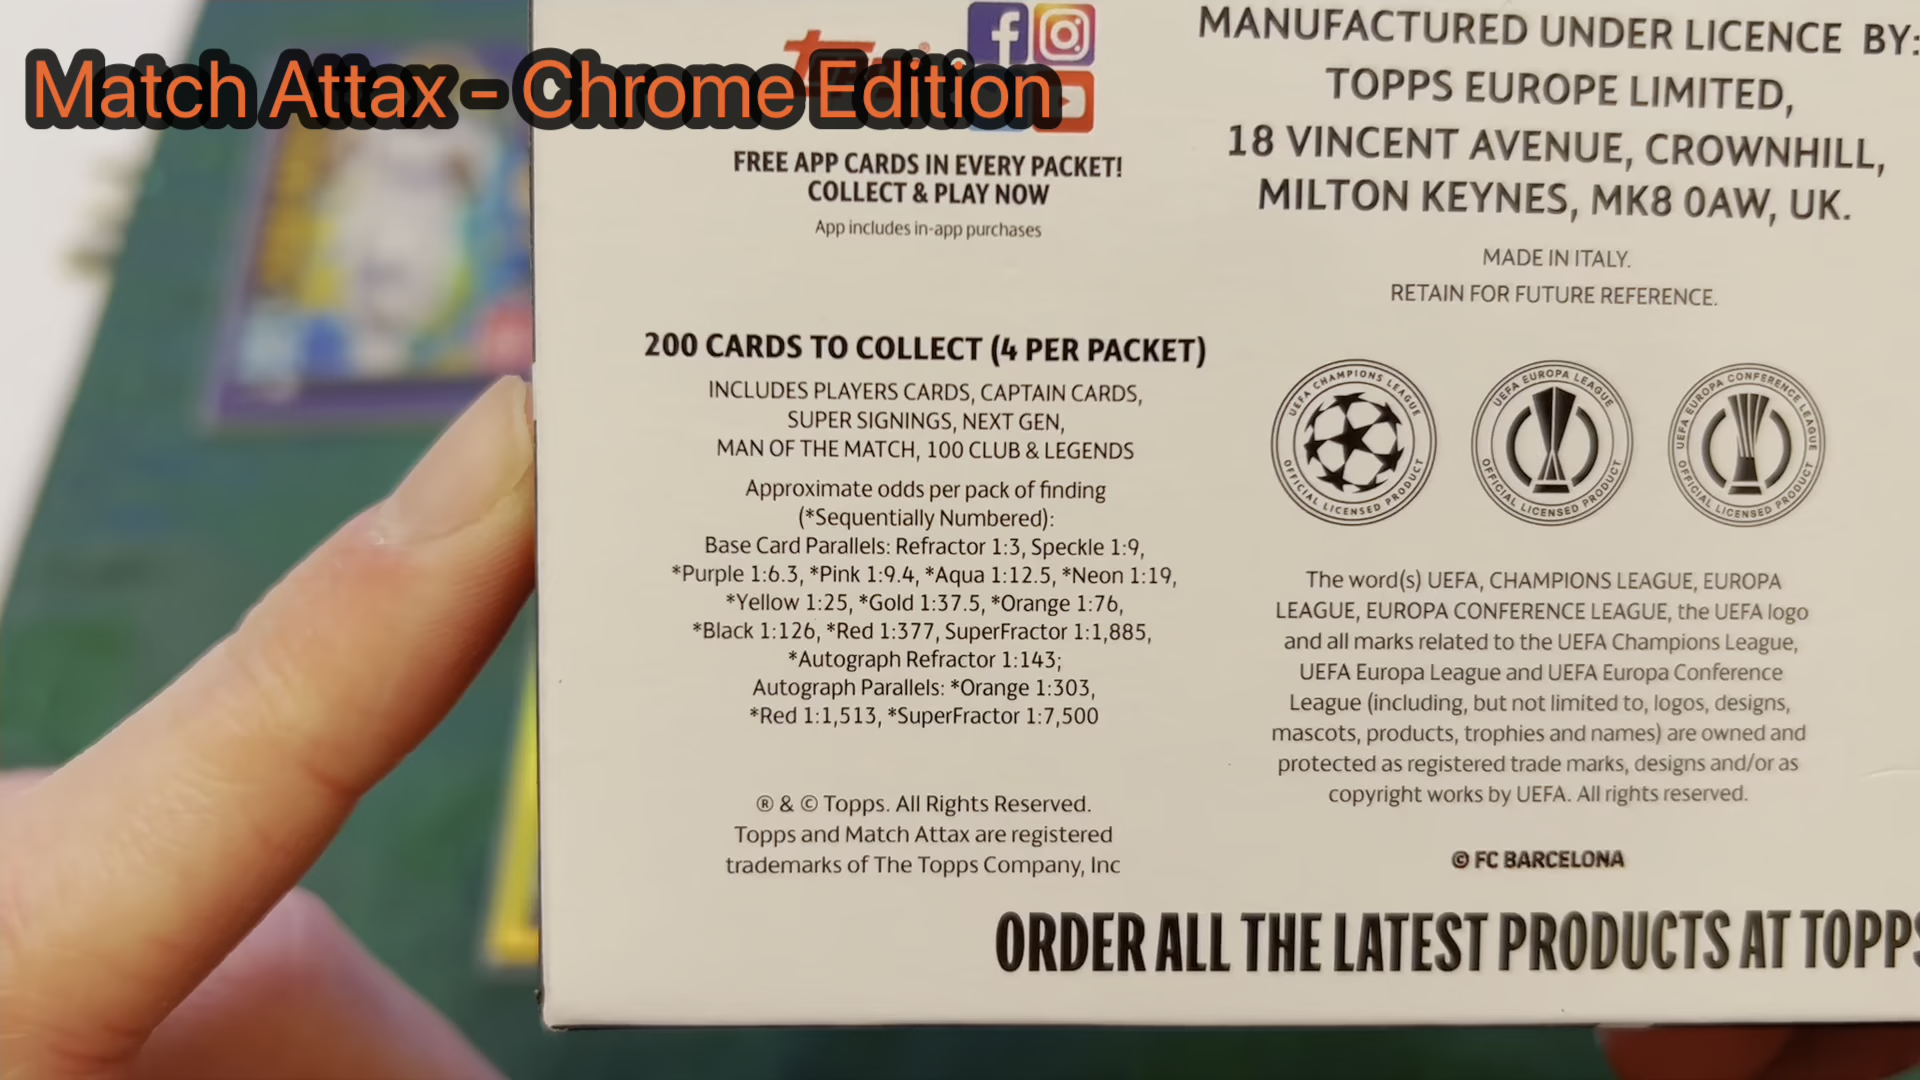 Match Attax - Chrome Edition
FREE APP CARDS IN EVERY PACKET!
COLLECT & PLAY NOW
App includes in-app purchases
200 CARDS TO COLLECT (4 PER PACKET)
INCLUDES PLAYERS CARDS, CAPTAIN CARDS,
SUPER SIGNINGS, NEXT GEN,
MAN OF THE MATCH, 100 CLUB & LEGENDS
Approximate odds per pack of finding
(*Sequentially Numbered):
Base Card Parallels: Refractor 1:3, Speckle 1:9,
*Purple 1:6.3, *Pink 1:9.4, *Aqua 1:12.5, *Neon 1:19,
*Yellow 1:25, *Gold 1:37.5, *Orange 1:76,
*Black 1:126, *Red 1:377, SuperFractor 1:1,885,
*Autograph Refractor 1:143;
Autograph Parallels: *Orange 1:303,
*Red 1:1,513, *SuperFractor 1:7,500
® & © Topps. All Rights Reserved.
Topps and Match Attax are registered
trademarks of The Topps Company, Inc
MANUFACTURED UNDER LICENCE BY:
TOPPS EUROPE LIMITED,
18 VINCENT AVENUE, CROWNHILL,
MILTON KEYNES, MK8 0AW, UK.
MADE IN ITALY.
RETAIN FOR FUTURE REFERENCE.
UEFA CHAMPIONS LEAGUE
OFFICIAL LICENSED PRODUCT
UEFA EUROPA LEAGUE
OFFICIAL LICENSED PRODUCT
UEFA EUROPA CONFERENCE LEAGUE
OFFICIAL LICENSED PRODUCT
The word(s) UEFA, CHAMPIONS LEAGUE, EUROPA
LEAGUE, EUROPA CONFERENCE LEAGUE, the UEFA logo
and all marks related to the UEFA Champions League,
UEFA Europa League and UEFA Europa Conference
League (including, but not limited to, logos, designs,
mascots, products, trophies and names) are owned and
protected as registered trade marks, designs and/or as
copyright works by UEFA. All rights reserved.
© FC BARCELONA
ORDER ALL THE LATEST PRODUCTS AT TOPPS